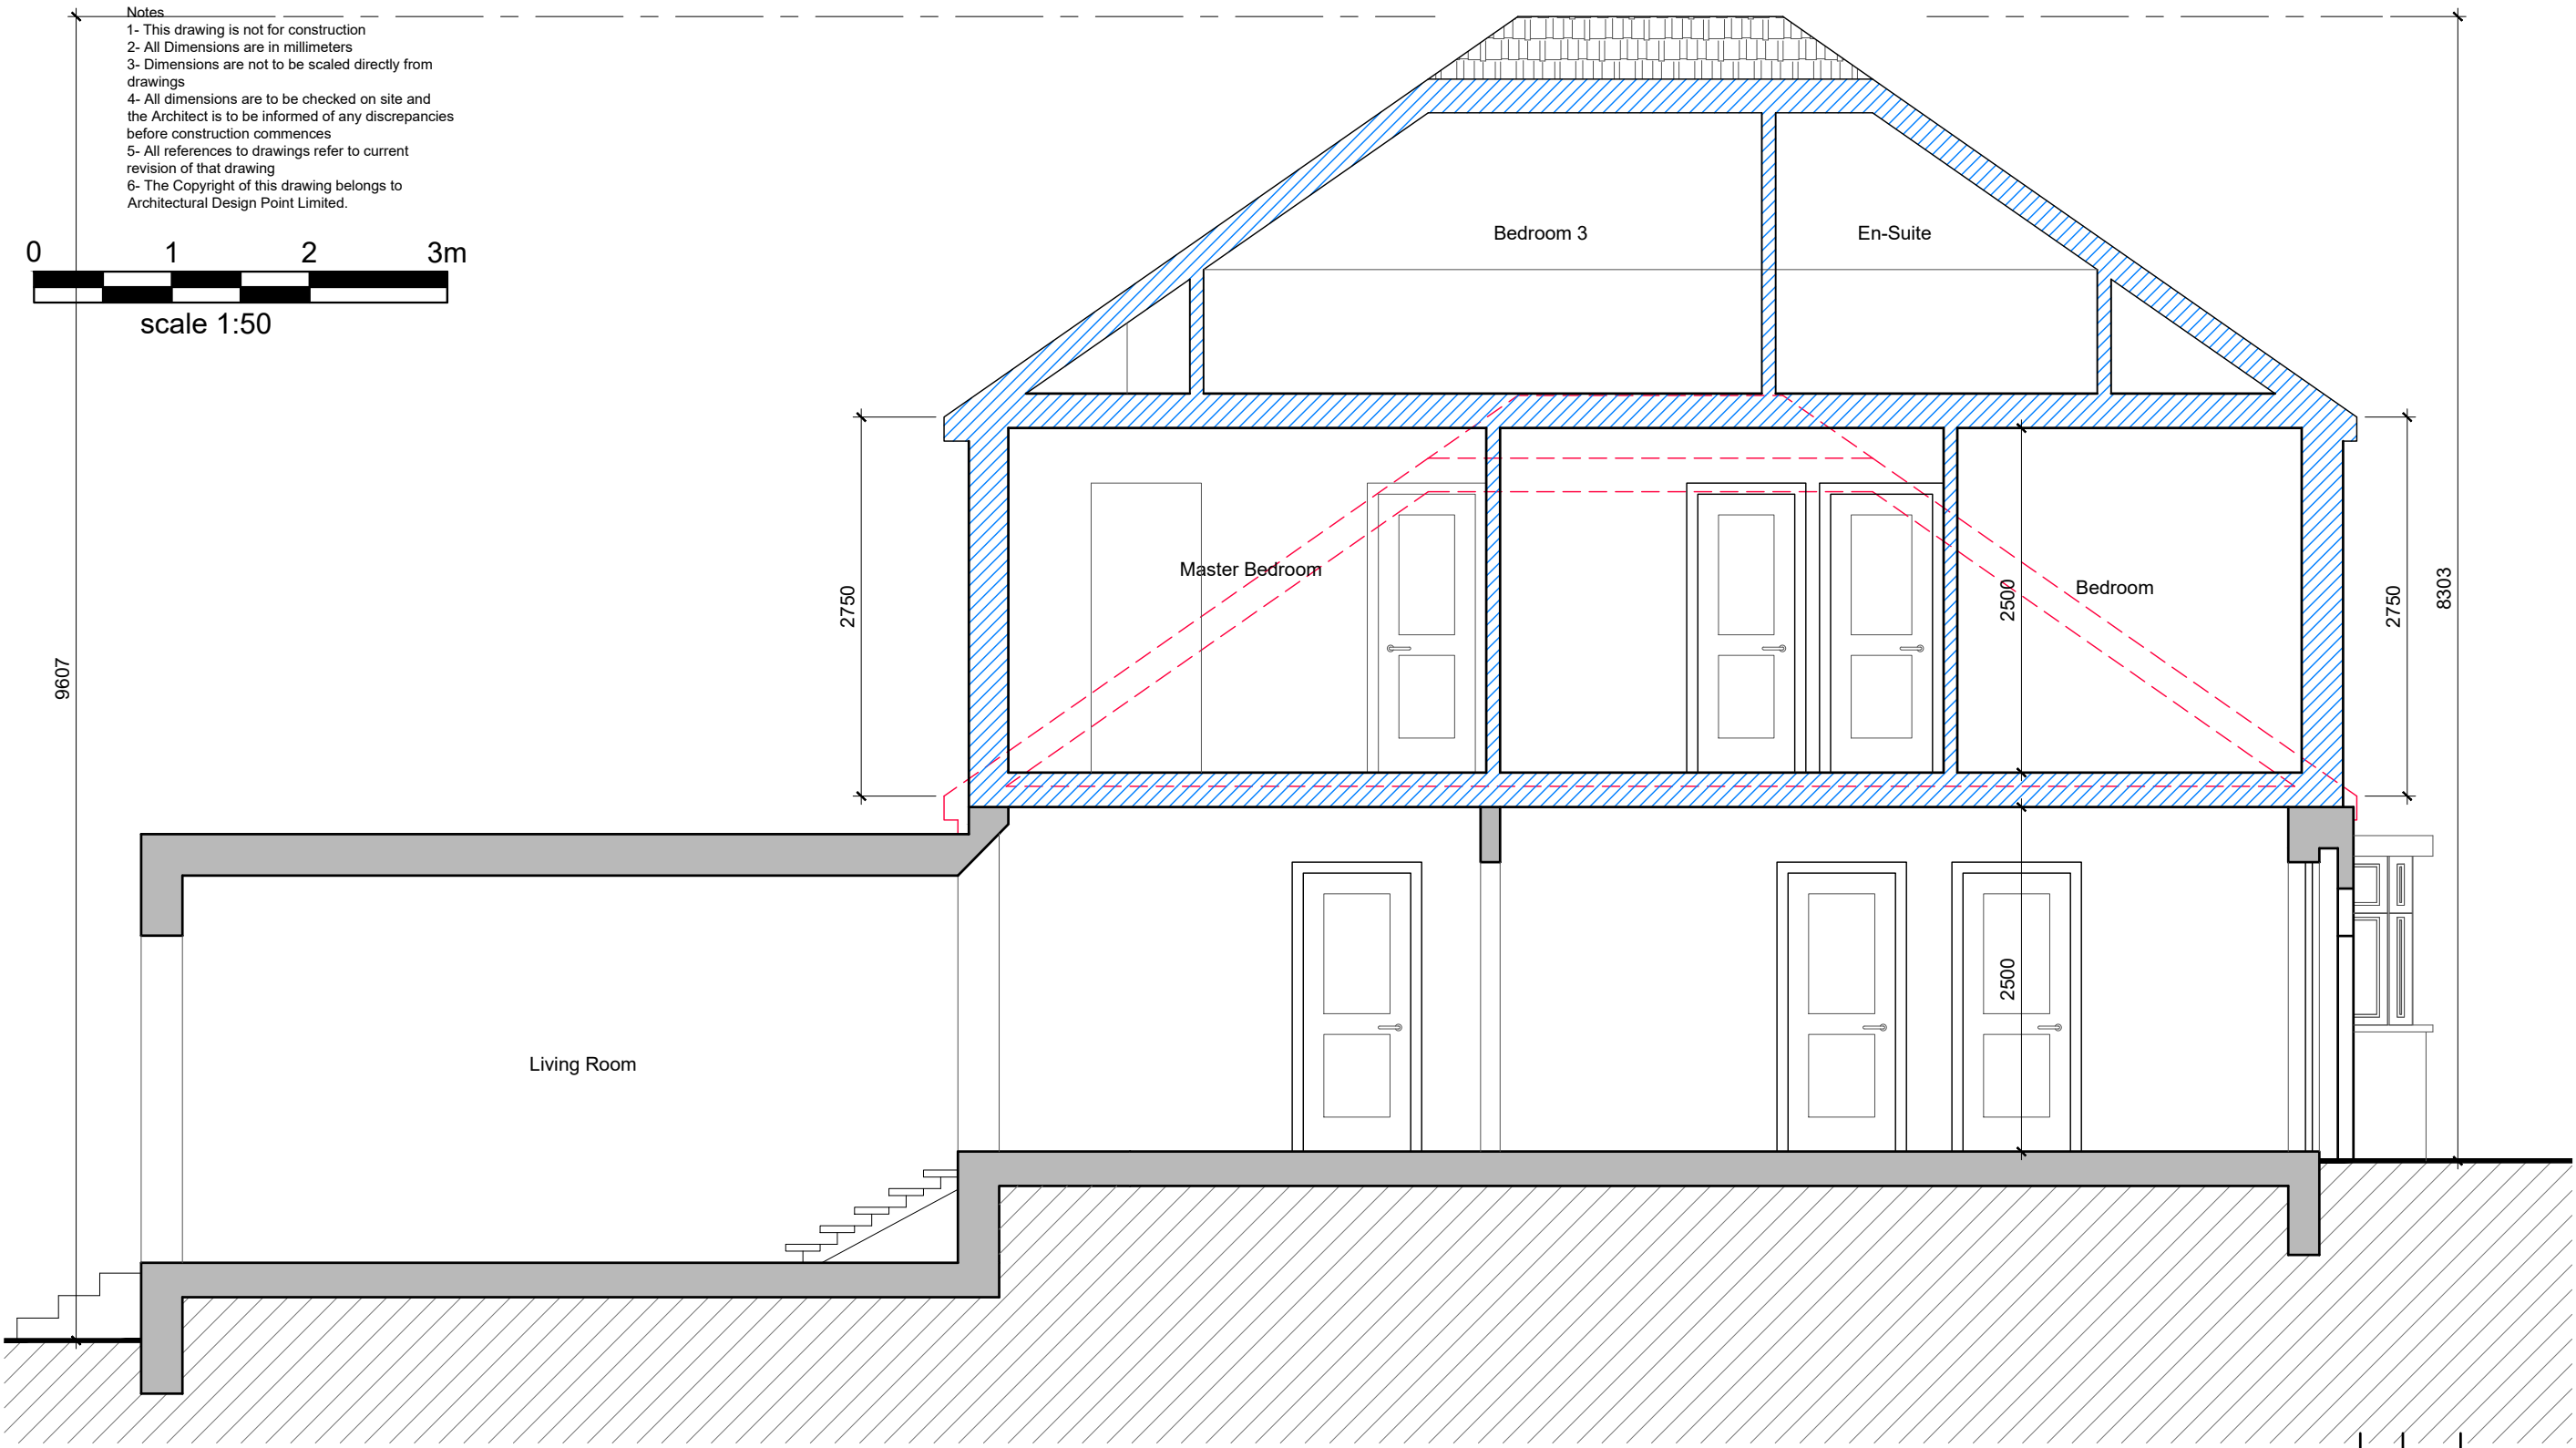 Notes
1- This drawing is not for construction
2- All Dimensions are in millimeters
3- Dimensions are not to be scaled directly from
drawings
4- All dimensions are to be checked on site and
the Architect is to be informed of any discrepancies
before construction commences
5- All references to drawings refer to current
revision of that drawing
6- The Copyright of this drawing belongs to
Architectural Design Point Limited.
0 1 2 3m
scale 1:50
Bedroom 3
En-Suite
Master Bedroom
Bedroom
2750
2500
2750
8303
9607
2500
Living Room